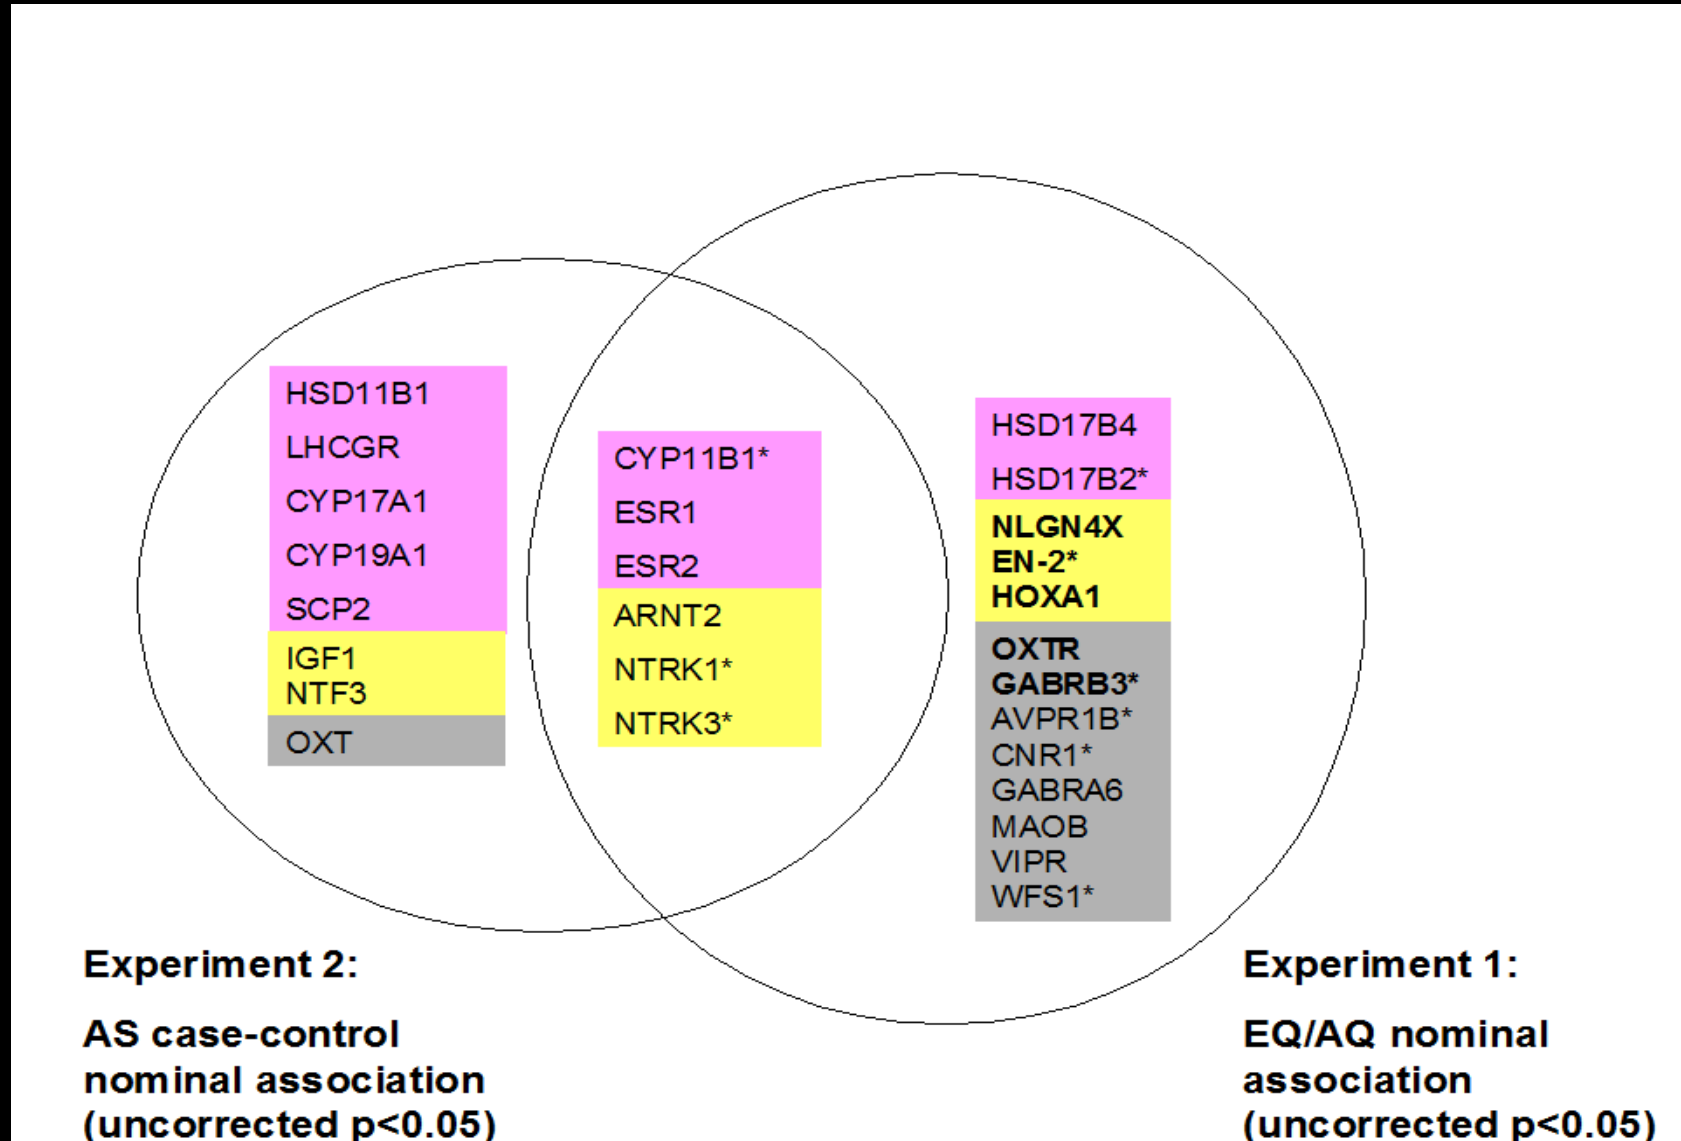 HSD11B1
LHCGR
CYP17A1
CYP19A1
SCP2
IGF1
NTF3
OXT
CYP11B1*
ESR1
ESR2
ARNT2
NTRK1*
NTRK3*
HSD17B4
HSD17B2*
NLGN4X
EN-2*
HOXA1
OXTR
GABRB3*
AVPR1B*
CNR1*
GABRA6
MAOB
VIPR
WFS1*
Experiment 2:
AS case-control
nominal association
(uncorrected p<0.05)
Experiment 1:
EQ/AQ nominal
association
(uncorrected p<0.05)